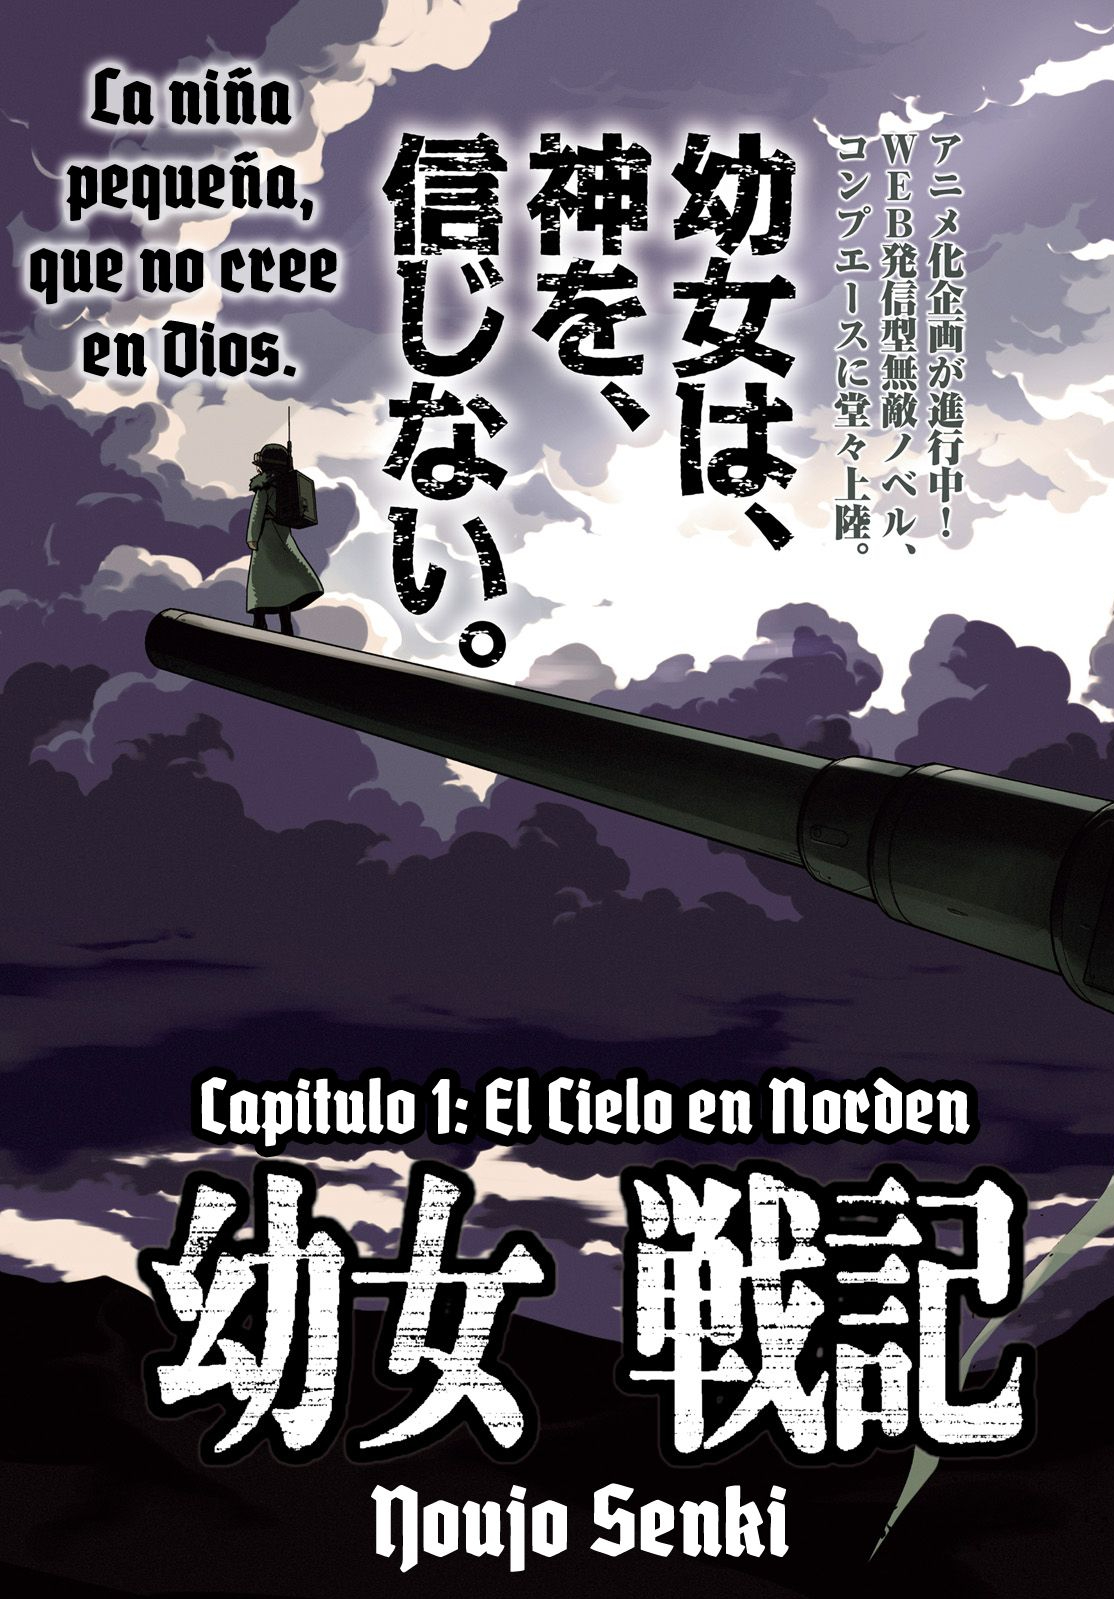 La niña
pequeña,
que no cree
en Dios.
幼女は、
神を、
信じない。
アニメ化企画が進行中！
WEB発信型無敵ノベル、
コンプエースに堂々上陸。
Capitulo 1: El Cielo en Norden
幼女 戦記
Youjo Senki